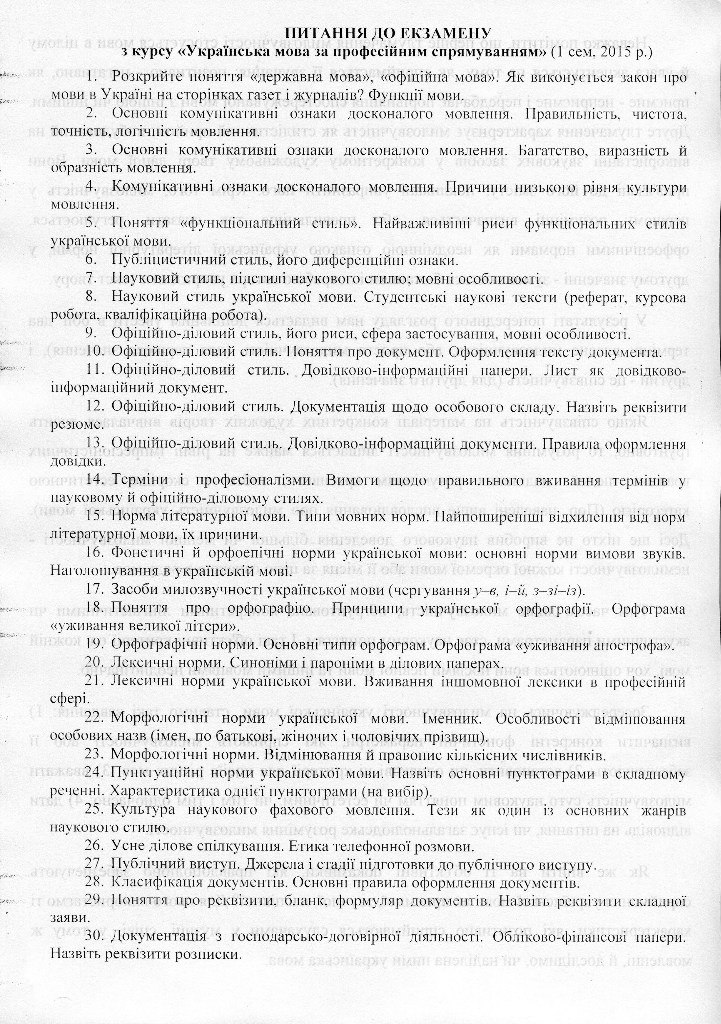 ПИТАННЯ ДО ЕКЗАМЕНУ
з курсу «Українська мова за професійним спрямуванням» (1 сем. 2015 р.)
1. Розкрийте поняття «державна мова», «офіційна мова». Як виконується закон про
мови в Україні на сторінках газет і журналів? Функції мови.
2. Основні комунікативні ознаки досконалого мовлення. Правильність, чистота,
точність, логічність мовлення.
3. Основні комунікативні ознаки досконалого мовлення. Багатство, виразність й
образність мовлення.
4. Комунікативні ознаки досконалого мовлення. Причини низького рівня культури
мовлення.
5. Поняття «функціональний стиль». Найважливіші риси функціональних стилів
української мови.
6. Публіцистичний стиль, його диференційні ознаки.
7. Науковий стиль, підстилі наукового стилю; мовні особливості.
8. Науковий стиль української мови. Студентські наукові тексти (реферат, курсова
робота, кваліфікаційна робота).
9. Офіційно-діловий стиль, його риси, сфера застосування, мовні особливості.
10. Офіційно-діловий стиль. Поняття про документ. Оформлення тексту документа.
11. Офіційно-діловий стиль. Довідково-інформаційні папери. Лист як довідково-
інформаційний документ.
12. Офіційно-діловий стиль. Документація щодо особового складу. Назвіть реквізити
резюме.
13. Офіційно-діловий стиль. Довідково-інформаційні документи. Правила оформлення
довідки.
14. Терміни і професіоналізми. Вимоги щодо правильного вживання термінів у
науковому й офіційно-діловому стилях.
15. Норма літературної мови. Типи мовних норм. Найпоширеніші відхилення від норм
літературної мови, їх причини.
16. Фонетичні й орфоепічні норми української мови: основні норми вимови звуків.
Наголошування в українській мові.
17. Засоби милозвучності української мови (чергування у–в, і–й, з–зі–із).
18. Поняття про орфографію. Принципи української орфографії. Орфограма
«уживання великої літери».
19. Орфографічні норми. Основні типи орфограм. Орфограма «уживання апострофа».
20. Лексичні норми. Синоніми і пароніми в ділових паперах.
21. Лексичні норми української мови. Вживання іншомовної лексики в професійній
сфері.
22. Морфологічні норми української мови. Іменник. Особливості відмінювання
особових назв (імен, по батькові, жіночих і чоловічих прізвищ).
23. Морфологічні норми. Відмінювання й правопис кількісних числівників.
24. Пунктуаційні норми української мови. Назвіть основні пунктограми в складному
реченні. Характеристика однієї пунктограми (на вибір).
25. Культура наукового фахового мовлення. Тези як один із основних жанрів
наукового стилю.
26. Усне ділове спілкування. Етика телефонної розмови.
27. Публічний виступ. Джерела і стадії підготовки до публічного виступу.
28. Класифікація документів. Основні правила оформлення документів.
29. Поняття про реквізити, бланк, формуляр документів. Назвіть реквізити складної
заяви.
30. Документація з господарсько-договірної діяльності. Обліково-фінансові папери.
Назвіть реквізити розписки.